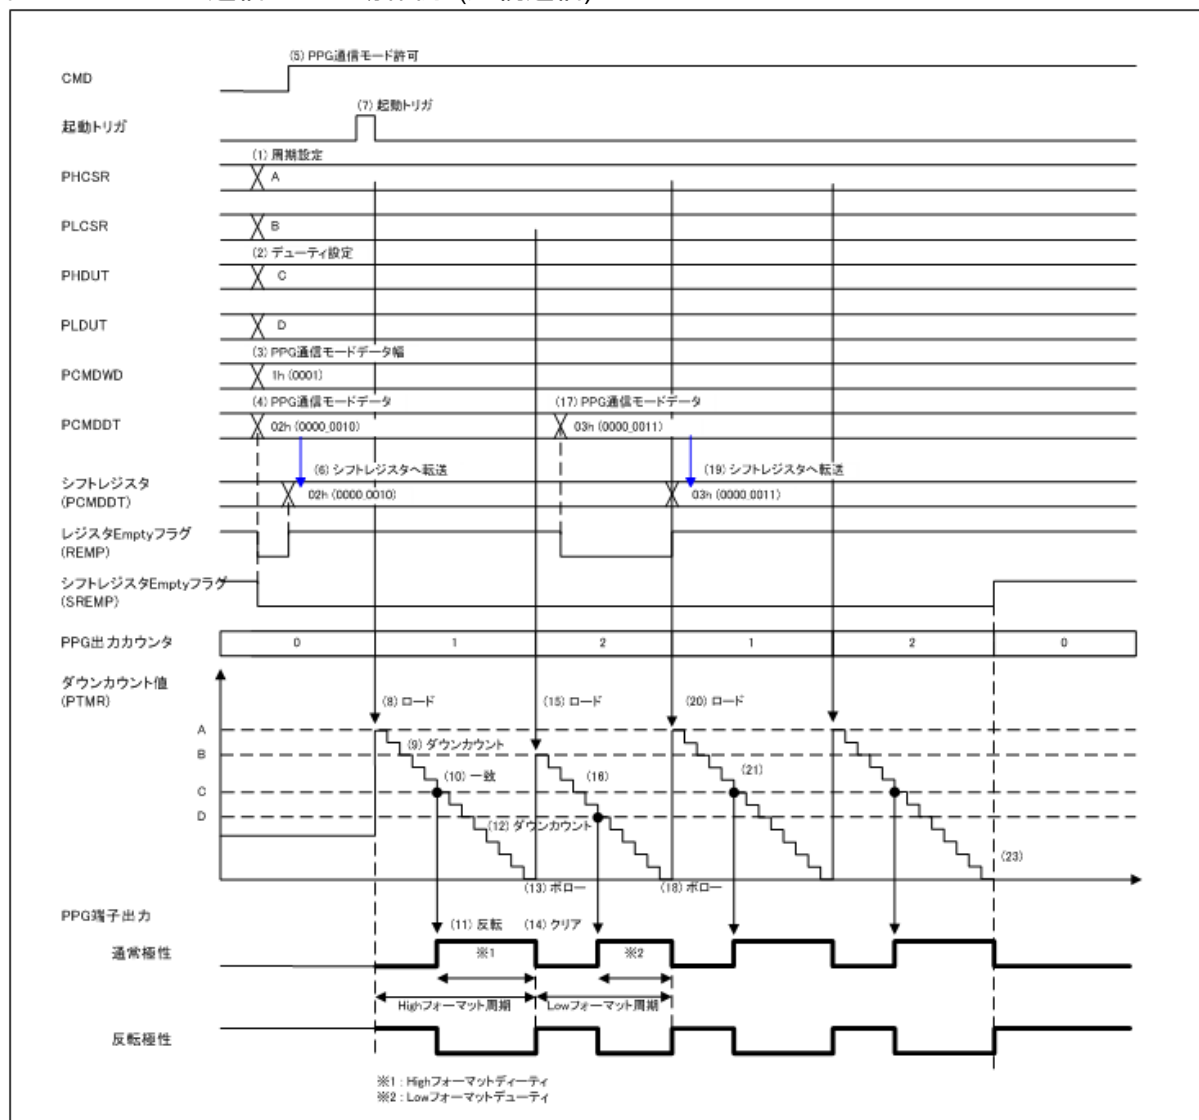 (5) PPG通信モード許可
CMD
(7) 起動トリガ
起動トリガ
(1) 周期設定
PHCSR A
PLCSR B
(2) デューティ設定
PHDUT C
PLDUT D
(3) PPG通信モードデータ幅
PCMDWD 1h (0001)
(4) PPG通信モードデータ (17) PPG通信モードデータ
PCMDDT 02h (0000_0010) 03h (0000_0011)
(6) シフトレジスタへ転送 (19) シフトレジスタへ転送
シフトレジスタ
(PCMDDT) 02h (0000_0010) 03h (0000_0011)
レジスタEmptyフラグ
(REMP)
シフトレジスタEmptyフラグ
(SREMP)
PPG出力カウンタ 0 1 2 1 2 0
ダウンカウント値
(PTMR)
(8) ロード (15) ロード (20) ロード
A
(9) ダウンカウント
B
(10) 一致 (16) (21)
C
D
(12) ダウンカウント
(23)
(13) ボロー (18) ボロー
PPG端子出力
(11) 反転 (14) クリア
通常極性 ※1 ※2
Highフォーマット周期 Lowフォーマット周期
反転極性
※1 : Highフォーマットディーティ
※2 : Lowフォーマットデューティ